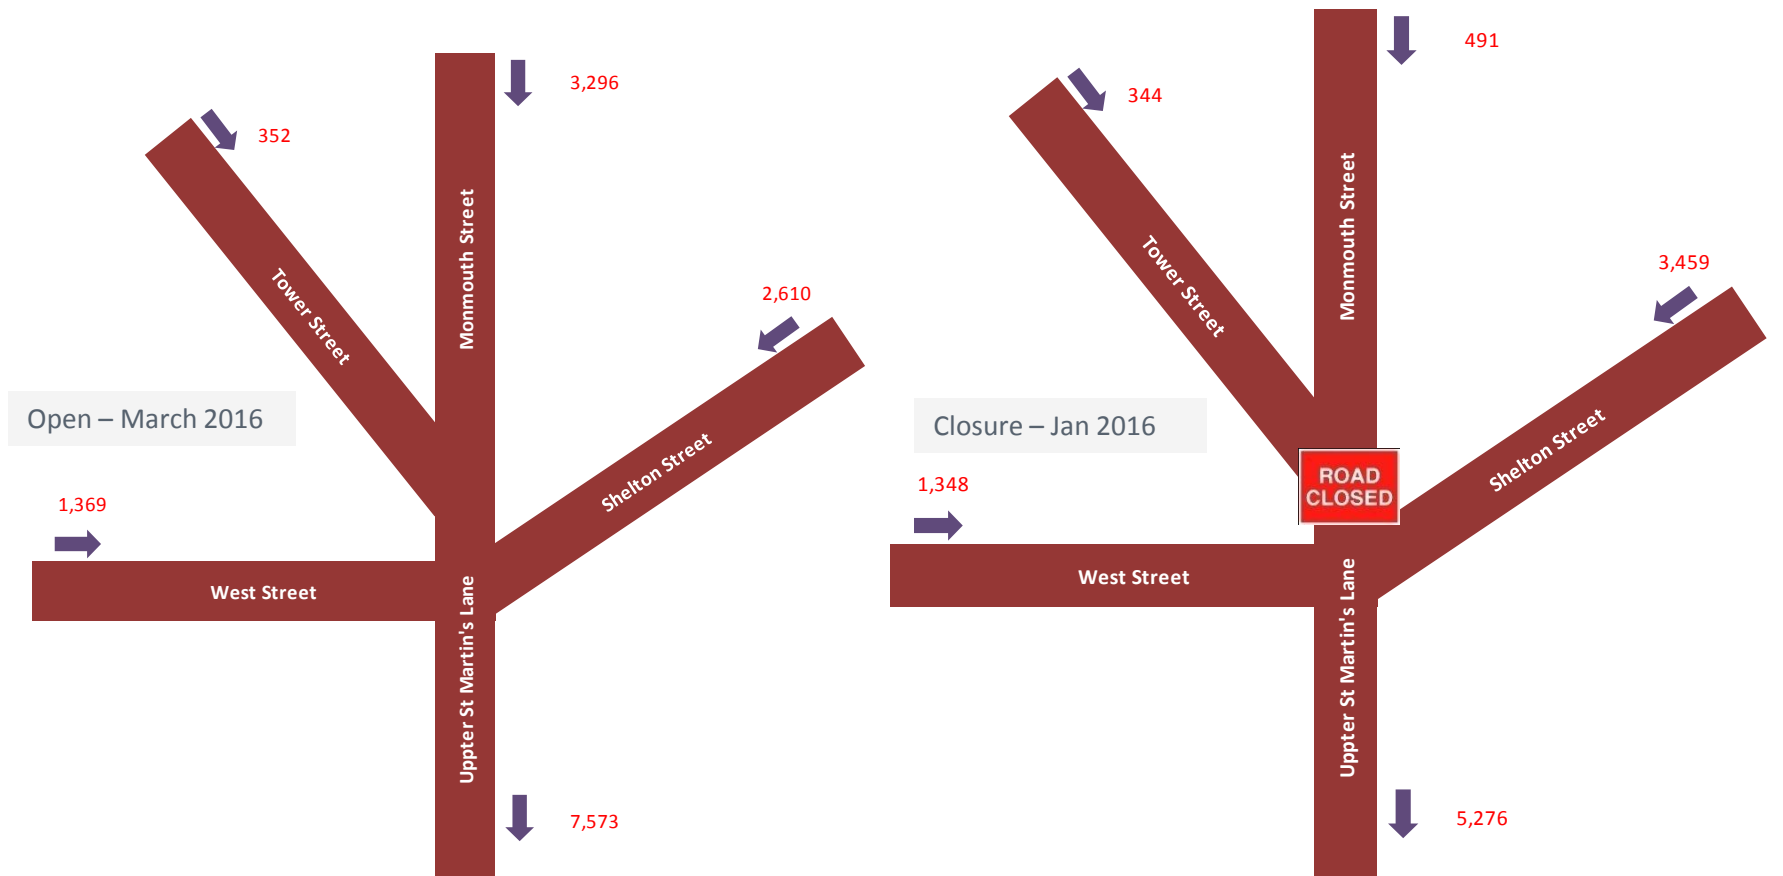 3,296
352
Monmouth Street
Tower Street
2,610
Open – March 2016
Shelton Street
1,369
West Street
Uppter St Martin's Lane
7,573
491
344
Monmouth Street
Tower Street
3,459
Closure – Jan 2016
Shelton Street
ROAD
CLOSED
1,348
West Street
Uppter St Martin's Lane
5,276